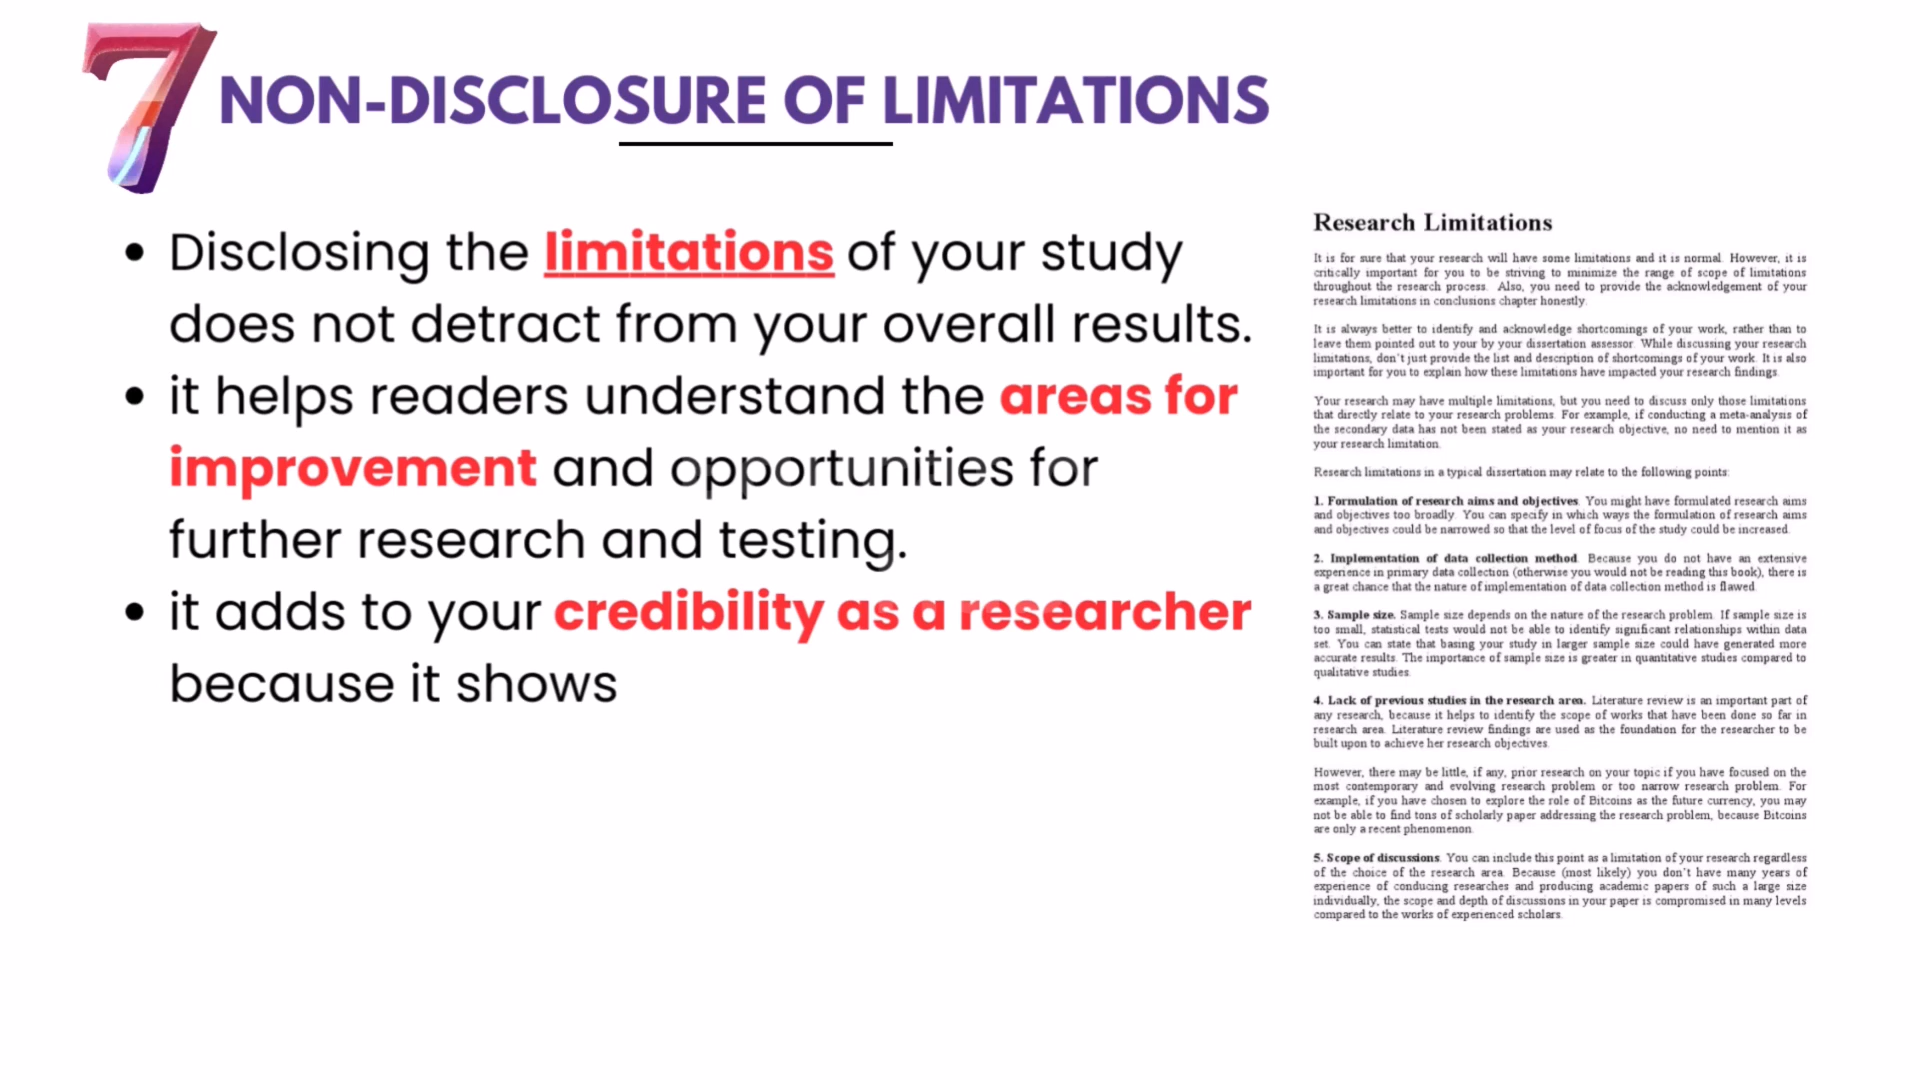 7 NON-DISCLOSURE OF LIMITATIONS
• Disclosing the limitations of your study
does not detract from your overall results.
• it helps readers understand the areas for
improvement and opportunities for
further research and testing.
• it adds to your credibility as a researcher
because it shows
Research Limitations
It is for sure that your research will have some limitations and it is normal. However, it is
critically important for you to be striving to minimize the range of scope of limitations
throughout the research process. Also, you need to provide the acknowledgement of your
research limitations in conclusions chapter honestly.
It is always better to identify and acknowledge shortcomings of your work, rather than to
leave them pointed out to your by your dissertation assessor. While discussing your research
limitations, don't just provide the list and description of shortcomings of your work. It is also
important for you to explain how these limitations have impacted your research findings.
Your research may have multiple limitations, but you need to discuss only those limitations
that directly relate to your research problems. For example, if conducting a meta-analysis of
the secondary data has not been stated as your research objective, no need to mention it as
your research limitation.
Research limitations in a typical dissertation may relate to the following points:
1. Formulation of research aims and objectives. You might have formulated research aims
and objectives too broadly. You can specify in which ways the formulation of research aims
and objectives could be narrowed so that the level of focus of the study could be increased.
2. Implementation of data collection method. Because you do not have an extensive
experience in primary data collection (otherwise you would not be reading this book), there is
a great chance that the nature of implementation of data collection method is flawed.
3. Sample size. Sample size depends on the nature of the research problem. If sample size is
too small, statistical tests would not be able to identify significant relationships within data
set. You can state that basing your study in larger sample size could have generated more
accurate results. The importance of sample size is greater in quantitative studies compared to
qualitative studies.
4. Lack of previous studies in the research area. Literature review is an important part of
any research, because it helps to identify the scope of works that have been done so far in
research area. Literature review findings are used as the foundation for the researcher to be
built upon to achieve her research objectives.
However, there may be little, if any, prior research on your topic if you have focused on the
most contemporary and evolving research problem or too narrow research problem. For
example, if you have chosen to explore the role of Bitcoins as the future currency, you may
not be able to find tons of scholarly paper addressing the research problem, because Bitcoins
are only a recent phenomenon.
5. Scope of discussions. You can include this point as a limitation of your research regardless
of the choice of the research area. Because (most likely) you don't have many years of
experience of conducing researches and producing academic papers of such a large size
individually, the scope and depth of discussions in your paper is compromised in many levels
compared to the works of experienced scholars.